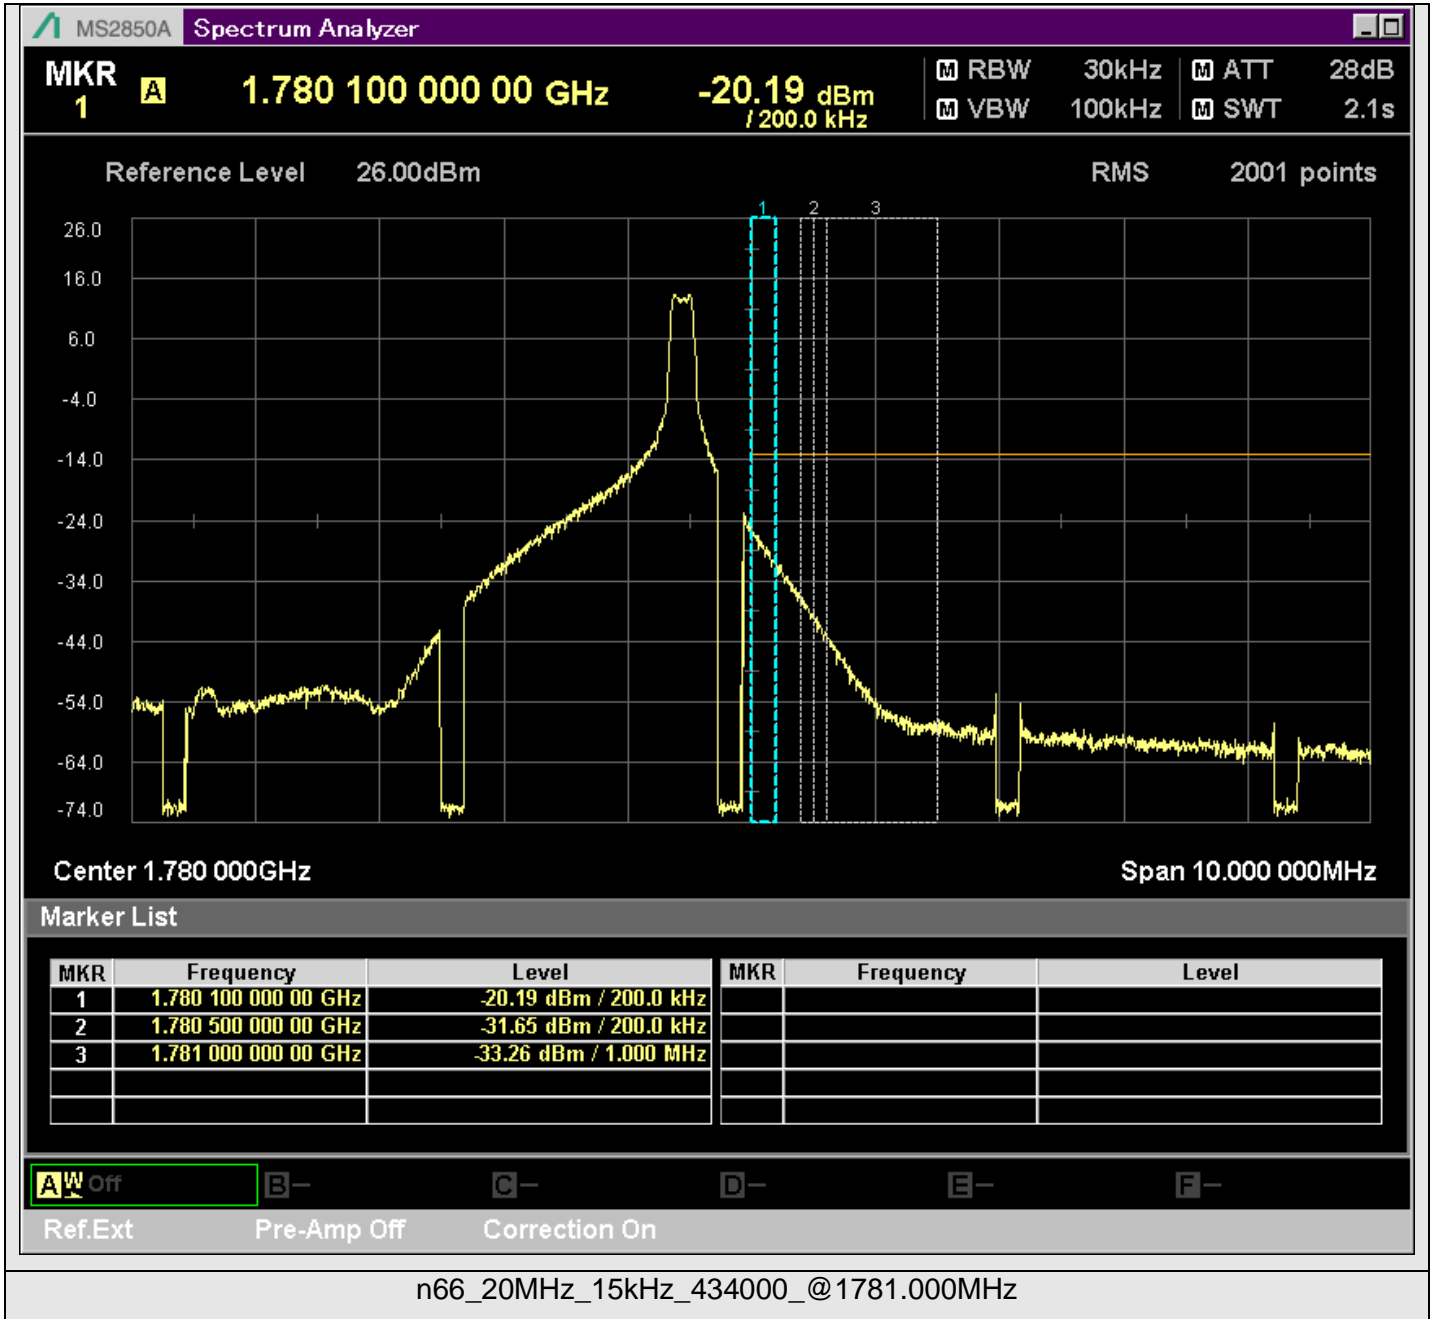 MS2850A Spectrum Analyzer
MKR 1 A 1.780 100 000 00 GHz -20.19 dBm / 200.0 kHz
M RBW 30kHz M ATT 28dB
M VBW 100kHz M SWT 2.1s
Reference Level 26.00dBm RMS 2001 points
1 2 3
26.0
16.0
6.0
-4.0
-14.0
-24.0
-34.0
-44.0
-54.0
-64.0
-74.0
Center 1.780 000GHz Span 10.000 000MHz
Marker List
MKR Frequency Level MKR Frequency Level
1 1.780 100 000 00 GHz -20.19 dBm / 200.0 kHz
2 1.780 500 000 00 GHz -31.65 dBm / 200.0 kHz
3 1.781 000 000 00 GHz -33.26 dBm / 1.000 MHz
A W Off B- C- D- E- F-
Ref.Ext Pre-Amp Off Correction On
n66_20MHz_15kHz_434000_@1781.000MHz